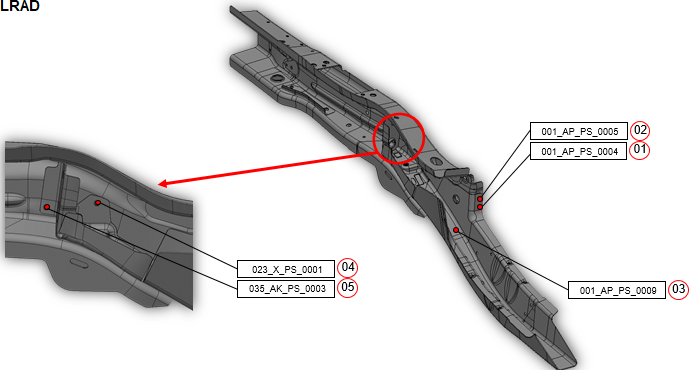 LRAD
001_AP_PS_0005 02
001_AP_PS_0004 01
023_X_PS_0001 04
035_AK_PS_0003 05
001_AP_PS_0009 03